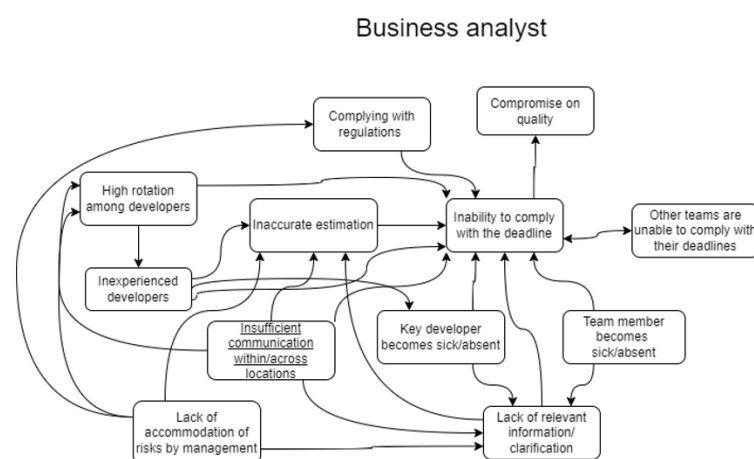 Business analyst
Complying with
regulations
Compromise on
quality
High rotation
among developers
Inaccurate estimation
Inability to comply
with the deadline
Other teams are
unable to comply with
their deadlines
Inexperienced
developers
Insufficient
communication
within/across
locations
Key developer
becomes sick/absent
Team member
becomes
sick/absent
Lack of
accommodation of
risks by management
Lack of relevant
information/
clarification